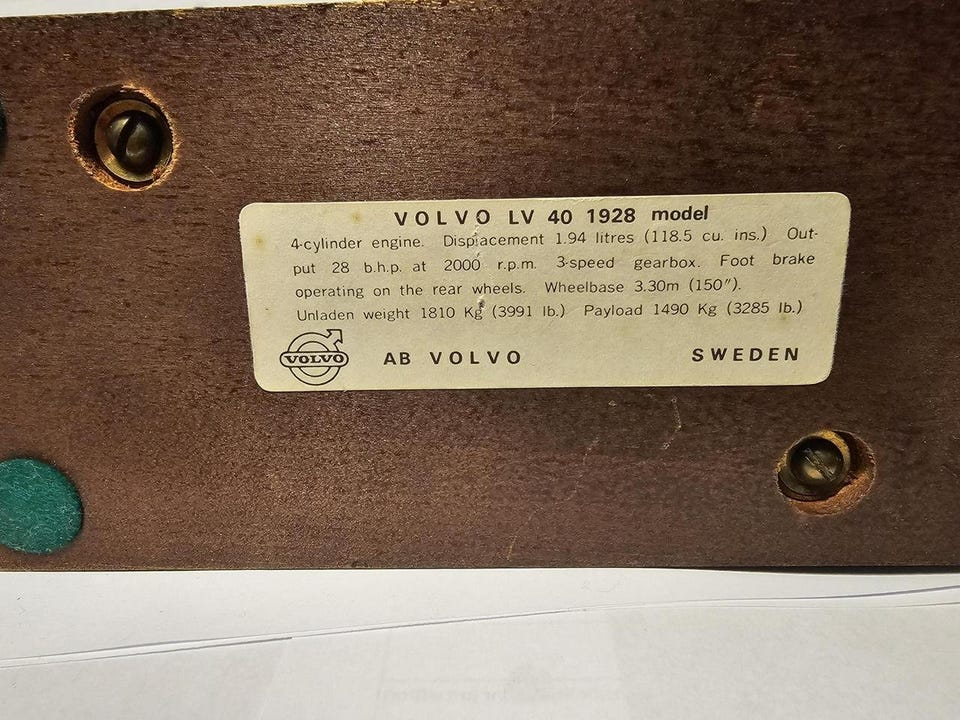 VOLVO LV 40 1928 model
4-cylinder engine. Displacement 1.94 litres (118.5 cu. ins.) Out-
put 28 b.h.p. at 2000 r.p.m. 3-speed gearbox. Foot brake
operating on the rear wheels. Wheelbase 3.30m (150″).
Unladen weight 1810 Kg (3991 lb.) Payload 1490 Kg (3285 lb.)
VOLVO AB VOLVO SWEDEN